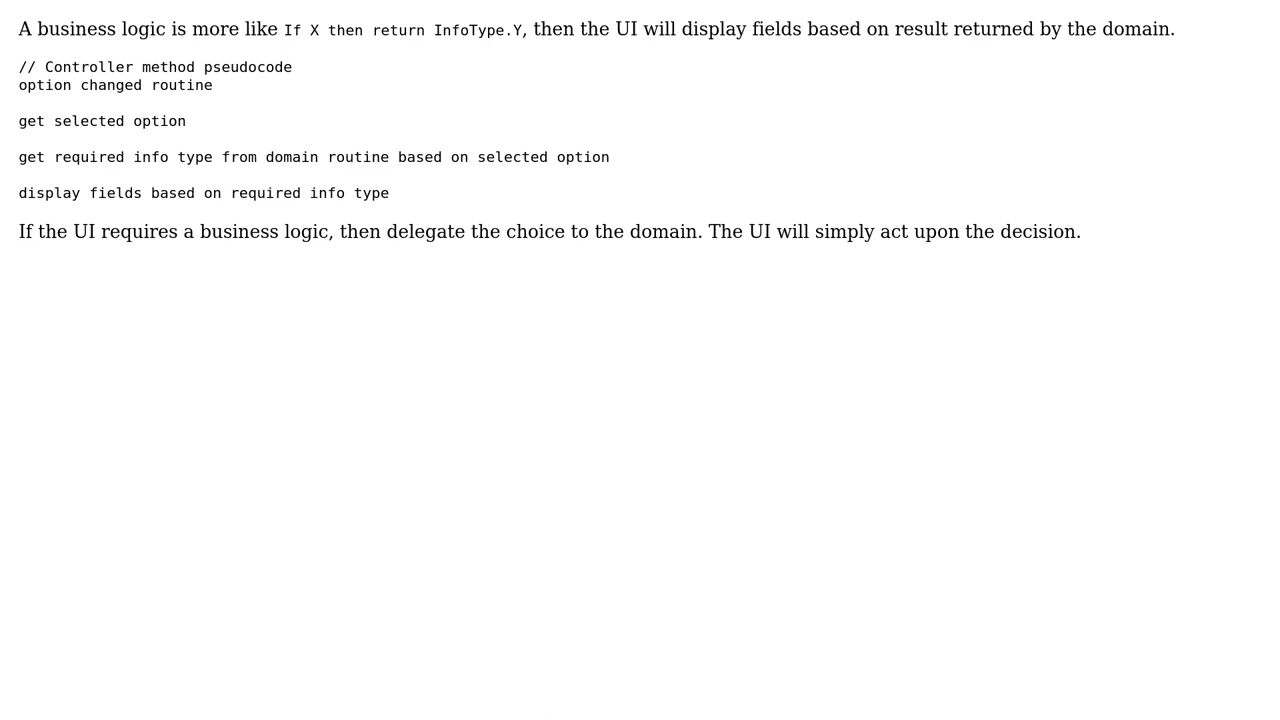 A business logic is more like If X then return InfoType.Y, then the UI will display fields based on result returned by the domain.
// Controller method pseudocode
option changed routine
get selected option
get required info type from domain routine based on selected option
display fields based on required info type
If the UI requires a business logic, then delegate the choice to the domain. The UI will simply act upon the decision.